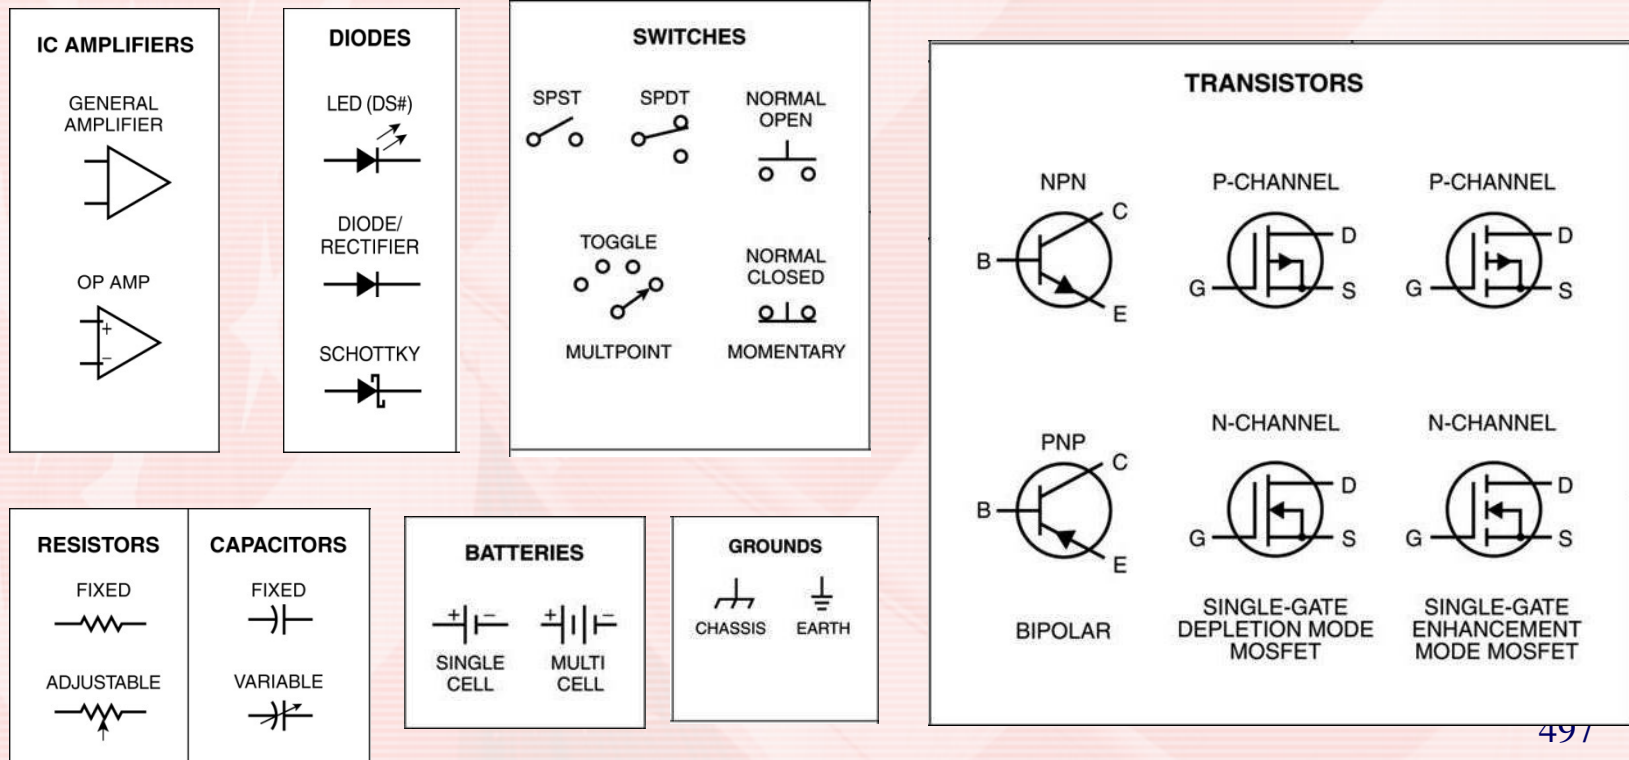 IC AMPLIFIERS
GENERAL
AMPLIFIER
OP AMP
+
−
DIODES
LED (DS#)
DIODE/
RECTIFIER
SCHOTTKY
SWITCHES
SPST
SPDT
NORMAL
OPEN
TOGGLE
MULTPOINT
NORMAL
CLOSED
MOMENTARY
TRANSISTORS
NPN
B
C
E
P-CHANNEL
D
G
S
P-CHANNEL
D
G
S
PNP
B
C
E
N-CHANNEL
D
G
S
N-CHANNEL
D
G
S
BIPOLAR
SINGLE-GATE
DEPLETION MODE
MOSFET
SINGLE-GATE
ENHANCEMENT
MODE MOSFET
RESISTORS
FIXED
ADJUSTABLE
CAPACITORS
FIXED
VARIABLE
BATTERIES
+ −
SINGLE
CELL
+ −
MULTI
CELL
GROUNDS
CHASSIS
EARTH
497